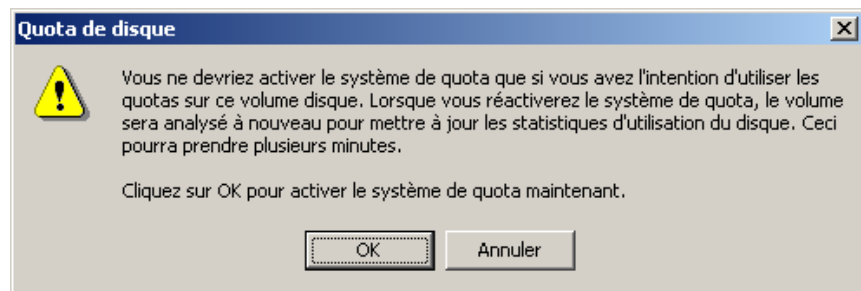 Quota de disque
Vous ne devriez activer le système de quota que si vous avez l'intention d'utiliser les
quotas sur ce volume disque. Lorsque vous réactiverez le système de quota, le volume
sera analysé à nouveau pour mettre à jour les statistiques d'utilisation du disque. Ceci
pourra prendre plusieurs minutes.
Cliquez sur OK pour activer le système de quota maintenant.
OK
Annuler